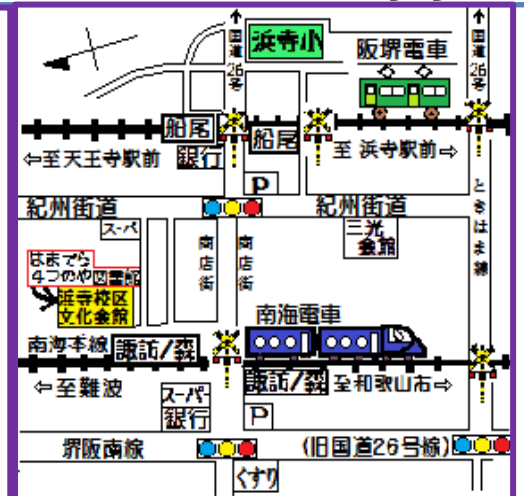 国道26号
浜寺小
阪堺電車
国道26号
船尾
船尾
⇦至天王寺駅前
銀行
至 浜寺駅前⇨
P
紀州街道
紀州街道
スーパ
商店街
商店街
三光会館
ときはま線
はまでら
4つのや図書館
浜寺校区
文化会館
南海電車
南海本線
諏訪ノ森
諏訪ノ森
⇦至難波
至和歌山市⇨
スーパー
銀行
P
堺阪南線
(旧国道26号線)
くすり